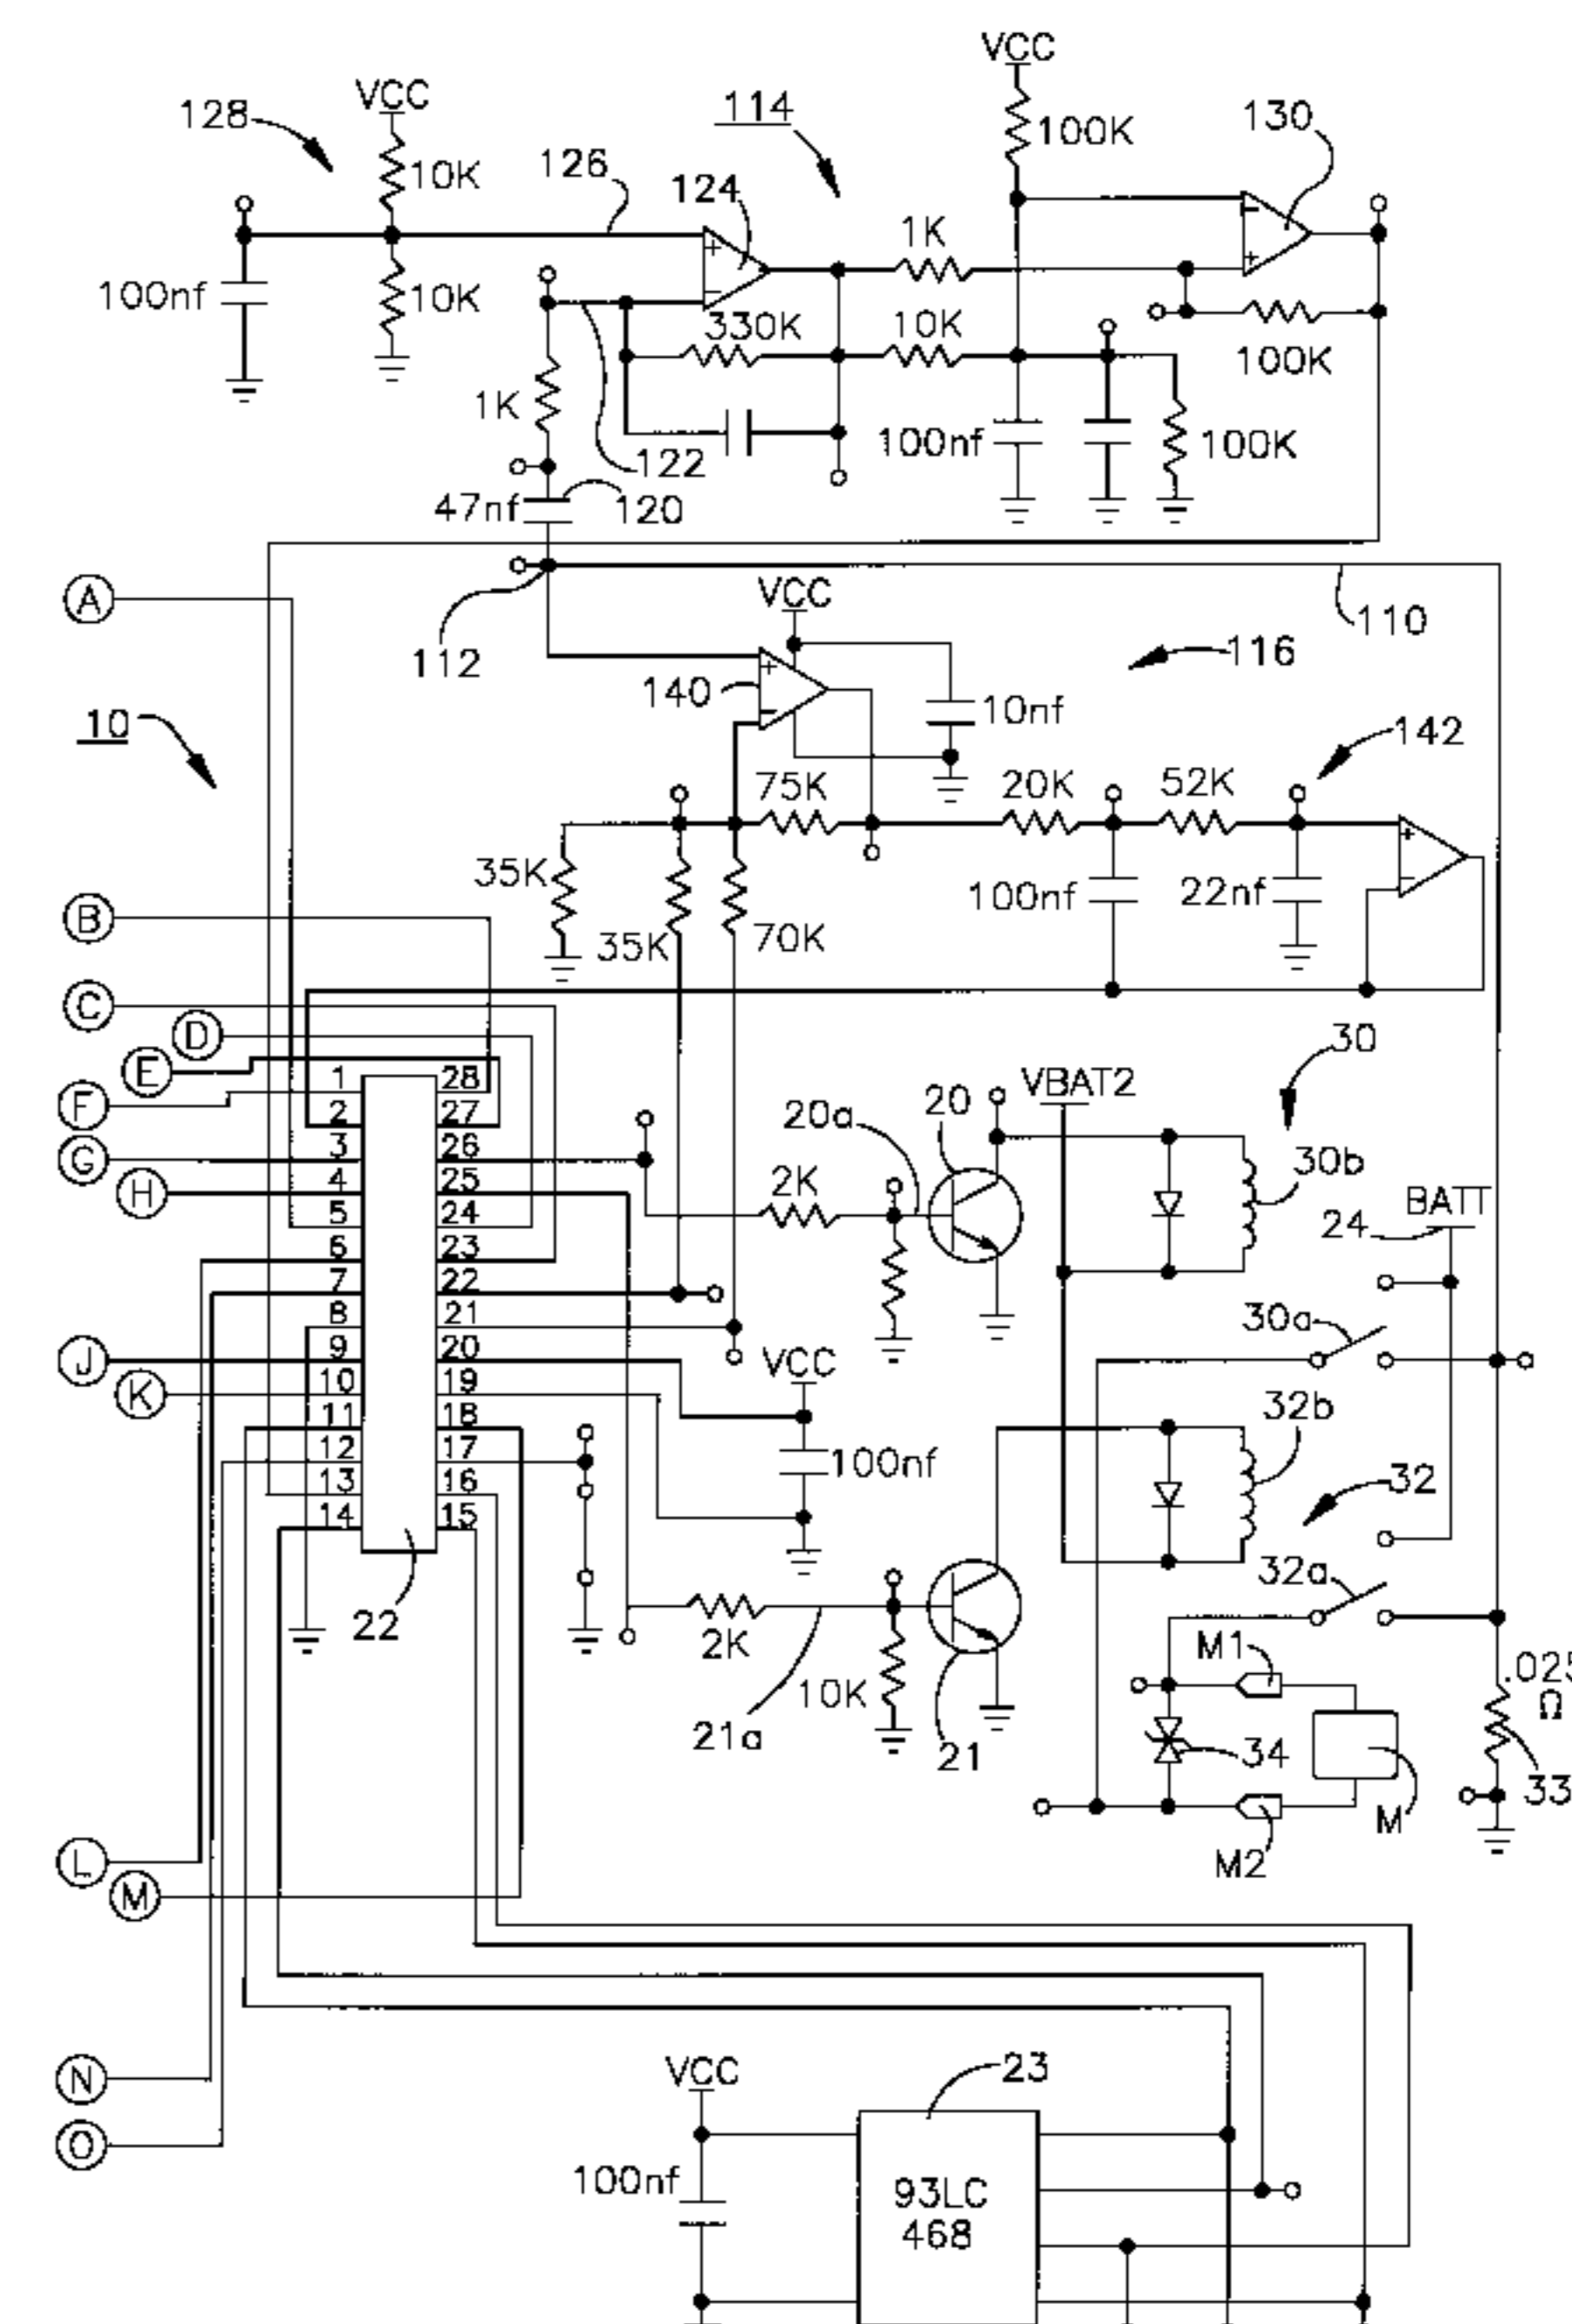 VCC
VCC
128
114
130
100K
10K
126
124
1K
100nf
10K
330K
10K
100K
1K
122
100nf
100K
47nf
120
A
VCC
110
112
140
116
10
10nf
142
75K
20K
52K
35K
100nf
22nf
B
35K
70K
C
D
30
E
1
28
20a
20
VBAT2
F
2
27
G
3
26
30b
H
4
25
2K
BATT
5
24
24
6
23
7
22
8
21
30a
J
9
20
VCC
K
10
19
32b
11
18
12
17
100nf
32
13
16
14
15
32a
22
2K
M1
.025
Ω
10K
21a
21
34
33
M
M2
L
M
N
VCC
23
O
100nf
93LC
468